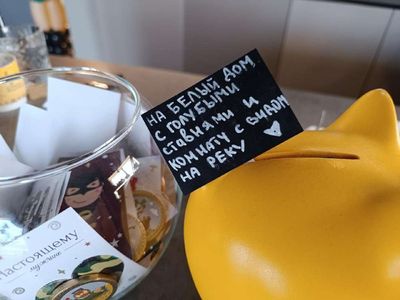 НА БЕЛЫЙ ДОМ,
С ГОЛУБЫМИ
СТАВНЯМИ И
КОМНАТУ С ВИДОМ
НА РЕКУ
Настоящему
мужчине